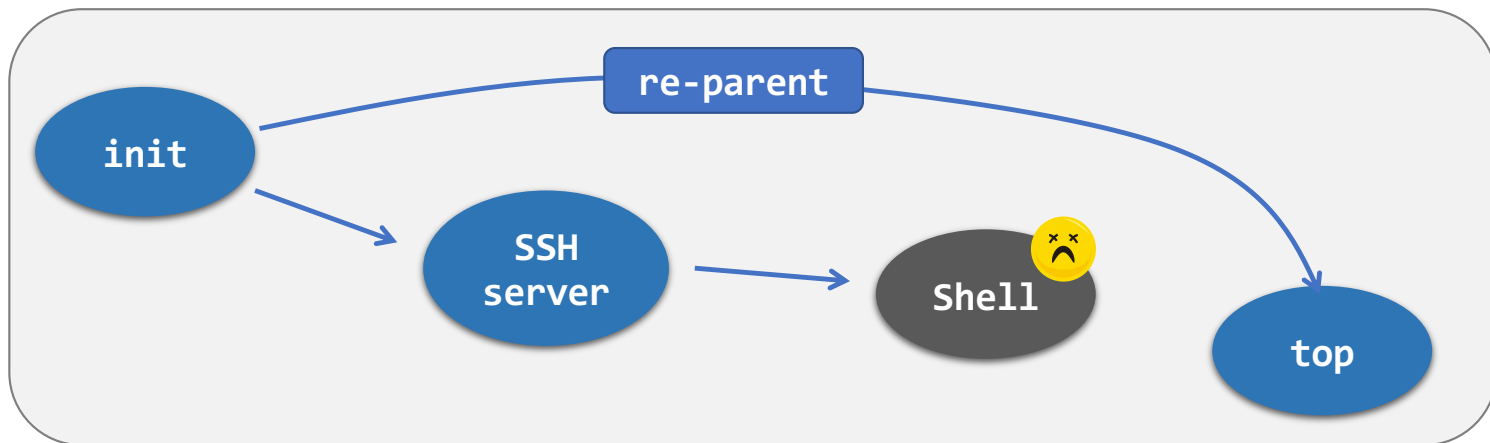 re-parent
init
SSH
server
Shell
top